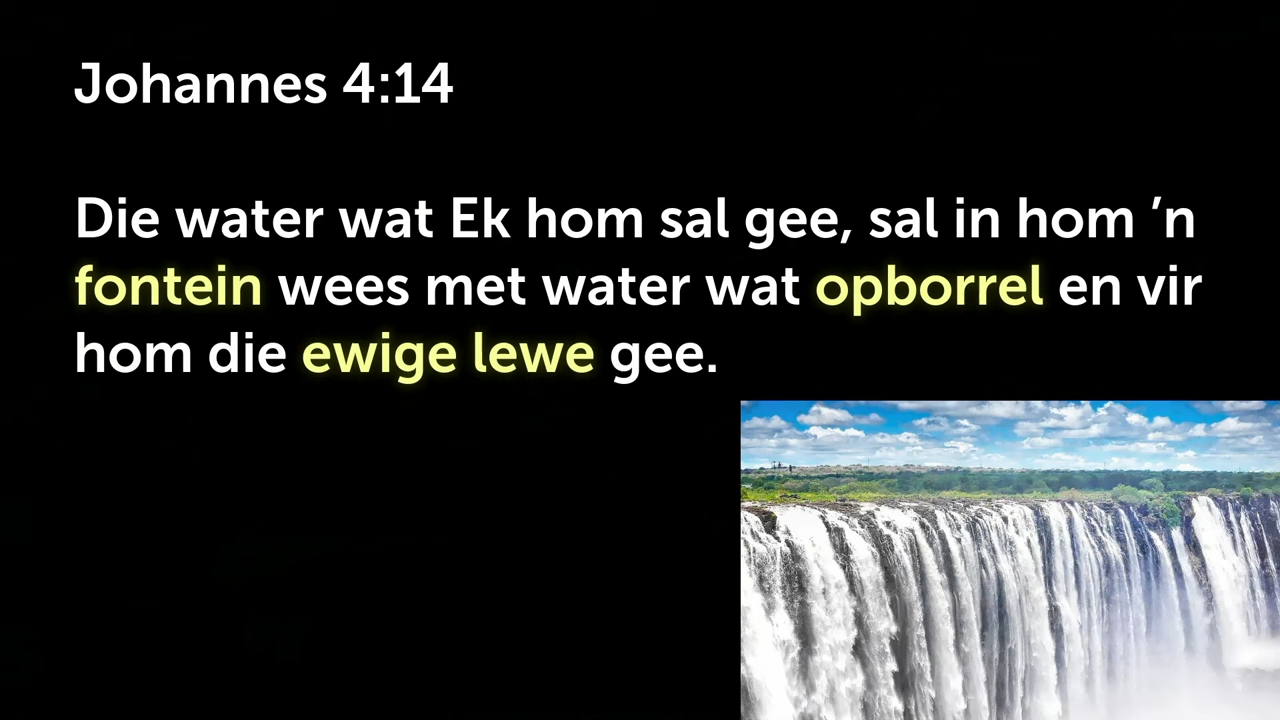 Johannes 4:14
Die water wat Ek hom sal gee, sal in hom ’n
fontein wees met water wat opborrel en vir
hom die ewige lewe gee.